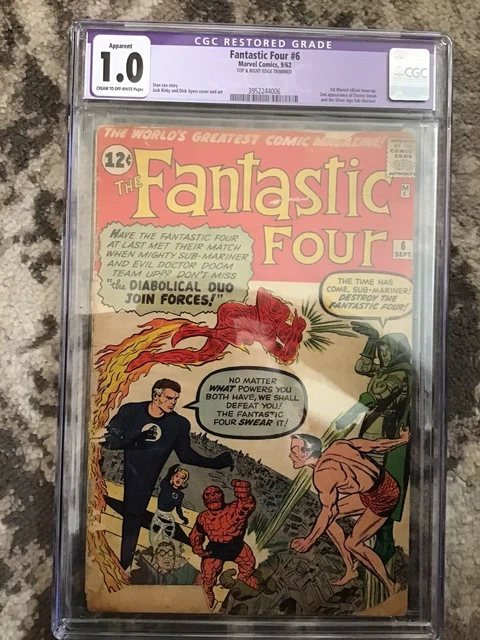 CGC RESTORED GRADE
Apparent
1.0
CREAM TO OFF-WHITE Pages
Fantastic Four #6
Marvel Comics, 9/62
TOP & RIGHT EDGE TRIMMED
Stan Lee story
Jack Kirby and Dick Ayers cover and art
1st Marvel villain team-up
2nd appearance of Doctor Doom
and the Silver Age Sub-Mariner
3952244006
CGC
THE WORLD'S GREATEST COMIC MAGAZINE!
12¢
THE
Fantastic
Four
COMICS
CODE
AUTHORITY
M
C
6
SEPT.
HAVE THE FANTASTIC FOUR
AT LAST MET THEIR MATCH
WHEN MIGHTY SUB-MARINER
AND EVIL DOCTOR DOOM
TEAM UP?? DON'T MISS
"the DIABOLICAL DUO
JOIN FORCES!"
THE TIME HAS
COME, SUB-MARINER!
DESTROY THE
FANTASTIC FOUR!
NO MATTER
WHAT POWERS YOU
BOTH HAVE, WE SHALL
DEFEAT YOU!
THE FANTASTIC
FOUR SWEAR IT!